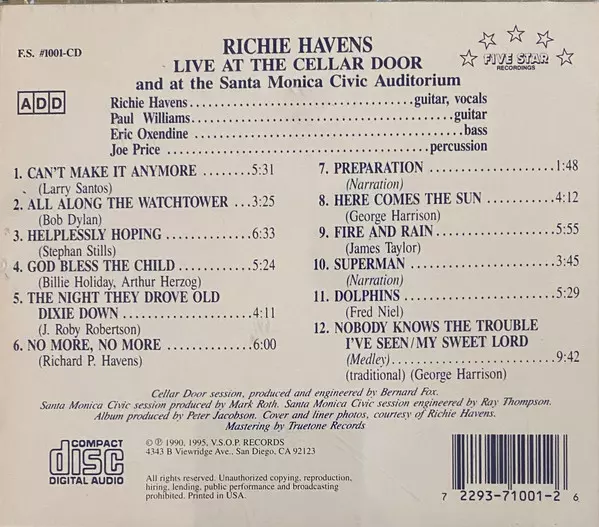 F.S. #1001-CD
RICHIE HAVENS
LIVE AT THE CELLAR DOOR
and at the Santa Monica Civic Auditorium
FIVE STAR
RECORDINGS
ADD
Richie Havens.................................guitar, vocals
Paul Williams.......................................guitar
Eric Oxendine.........................................bass
Joe Price ........................................percussion
1. CAN'T MAKE IT ANYMORE ........5:31
(Larry Santos)
2. ALL ALONG THE WATCHTOWER ...3:25
(Bob Dylan)
3. HELPLESSLY HOPING ............6:33
(Stephan Stills)
4. GOD BLESS THE CHILD ...........5:24
(Billie Holiday, Arthur Herzog)
5. THE NIGHT THEY DROVE OLD
DIXIE DOWN .....................4:11
(J. Roby Robertson)
6. NO MORE, NO MORE ..............6:00
(Richard P. Havens)
7. PREPARATION ...................1:48
(Narration)
8. HERE COMES THE SUN ..........4:12
(George Harrison)
9. FIRE AND RAIN .................5:55
(James Taylor)
10. SUPERMAN ......................3:45
(Narration)
11. DOLPHINS .......................5:29
(Fred Niel)
12. NOBODY KNOWS THE TROUBLE
I'VE SEEN/MY SWEET LORD
(Medley)............................9:42
(traditional) (George Harrison)
Cellar Door session, produced and engineered by Bernard Fox.
Santa Monica Civic session produced by Mark Roth. Santa Monica Civic session engineered by Ray Thompson.
Album produced by Peter Jacobson. Cover and liner photos, courtesy of Richie Havens.
Mastering by Truetone Records
COMPACT
disc
DIGITAL AUDIO
© ℗ 1990, 1995, V.S.O.P. RECORDS
4343 B Viewridge Ave., San Diego, CA 92123
All rights reserved. Unauthorized copying, reproduction,
hiring, lending, public performance and broadcasting
prohibited. Printed in USA.
7 2293-71001-2 6